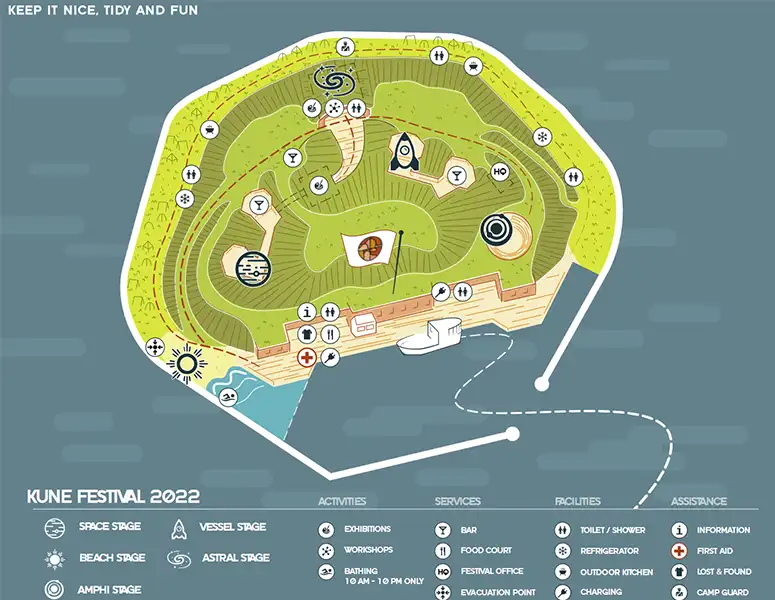 KEEP IT NICE, TIDY AND FUN
HQ
KUNE FESTIVAL 2022
SPACE STAGE
VESSEL STAGE
BEACH STAGE
ASTRAL STAGE
AMPHI STAGE
ACTIVITIES
EXHIBITIONS
WORKSHOPS
BATHING
10 AM - 10 PM ONLY
SERVICES
BAR
FOOD COURT
HQ FESTIVAL OFFICE
EVACUATION POINT
FACILITIES
TOILET / SHOWER
REFRIGERATOR
OUTDOOR KITCHEN
CHARGING
ASSISTANCE
INFORMATION
FIRST AID
LOST & FOUND
CAMP GUARD